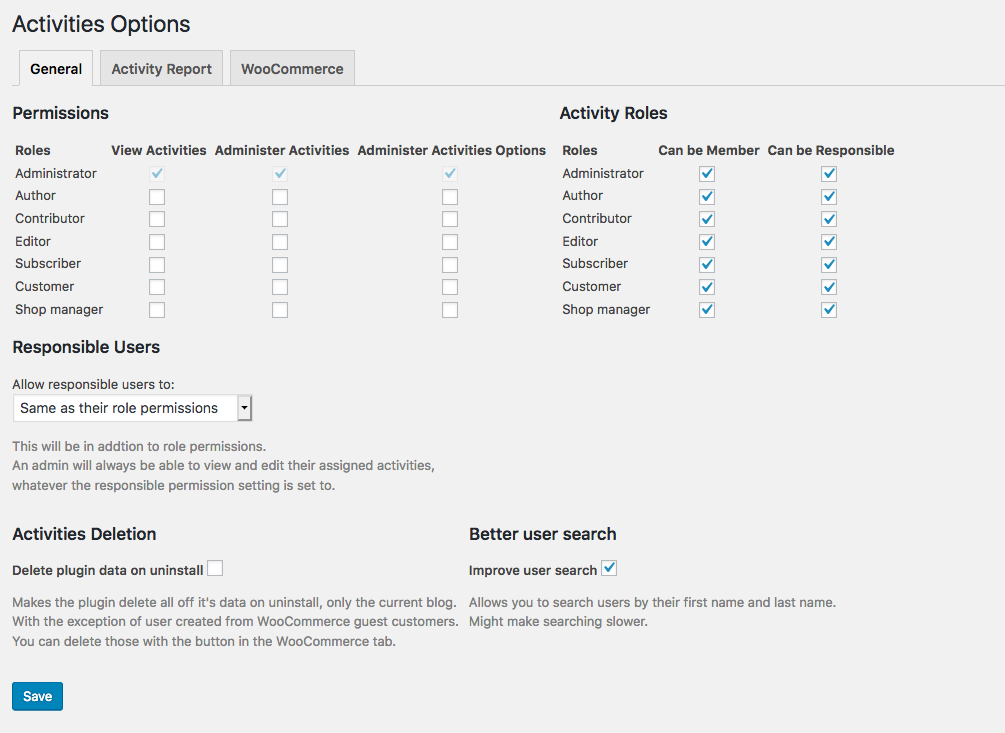 Activities Options
General Activity Report WooCommerce
Permissions
Roles View Activities Administer Activities Administer Activities Options
Administrator
Author
Contributor
Editor
Subscriber
Customer
Shop manager
Activity Roles
Roles Can be Member Can be Responsible
Administrator
Author
Contributor
Editor
Subscriber
Customer
Shop manager
Responsible Users
Allow responsible users to:
Same as their role permissions
This will be in addtion to role permissions.
An admin will always be able to view and edit their assigned activities,
whatever the responsible permission setting is set to.
Activities Deletion
Delete plugin data on uninstall
Makes the plugin delete all off it's data on uninstall, only the current blog.
With the exception of user created from WooCommerce guest customers.
You can delete those with the button in the WooCommerce tab.
Better user search
Improve user search
Allows you to search users by their first name and last name.
Might make searching slower.
Save